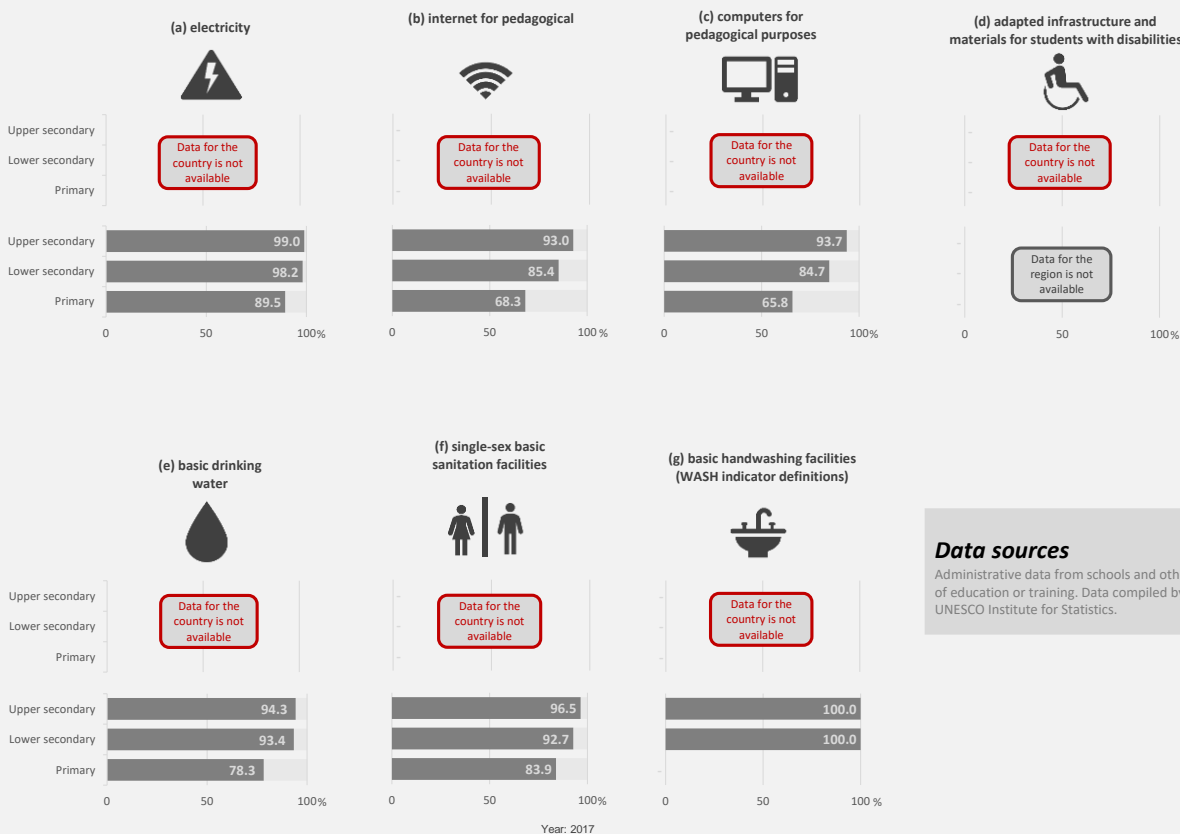 (a) electricity
(b) internet for pedagogical
(c) computers for
pedagogical purposes
(d) adapted infrastructure and
materials for students with disabilities
Upper secondary
Lower secondary
Primary
Data for the
country is not
available
Data for the
country is not
available
Data for the
country is not
available
Data for the
country is not
available
Upper secondary
Lower secondary
Primary
99.0
98.2
89.5
0 50 100%
93.0
85.4
68.3
0 50 100%
93.7
84.7
65.8
0 50 100%
Data for the
region is not
available
0 50 100%
(e) basic drinking
water
(f) single-sex basic
sanitation facilities
(g) basic handwashing facilities
(WASH indicator definitions)
Upper secondary
Lower secondary
Primary
Data for the
country is not
available
Data for the
country is not
available
Data for the
country is not
available
Data sources
Administrative data from schools and oth
of education or training. Data compiled by
UNESCO Institute for Statistics.
Upper secondary
Lower secondary
Primary
94.3
93.4
78.3
0 50 100%
96.5
92.7
83.9
0 50 100%
100.0
100.0
0 50 100 %
Year: 2017